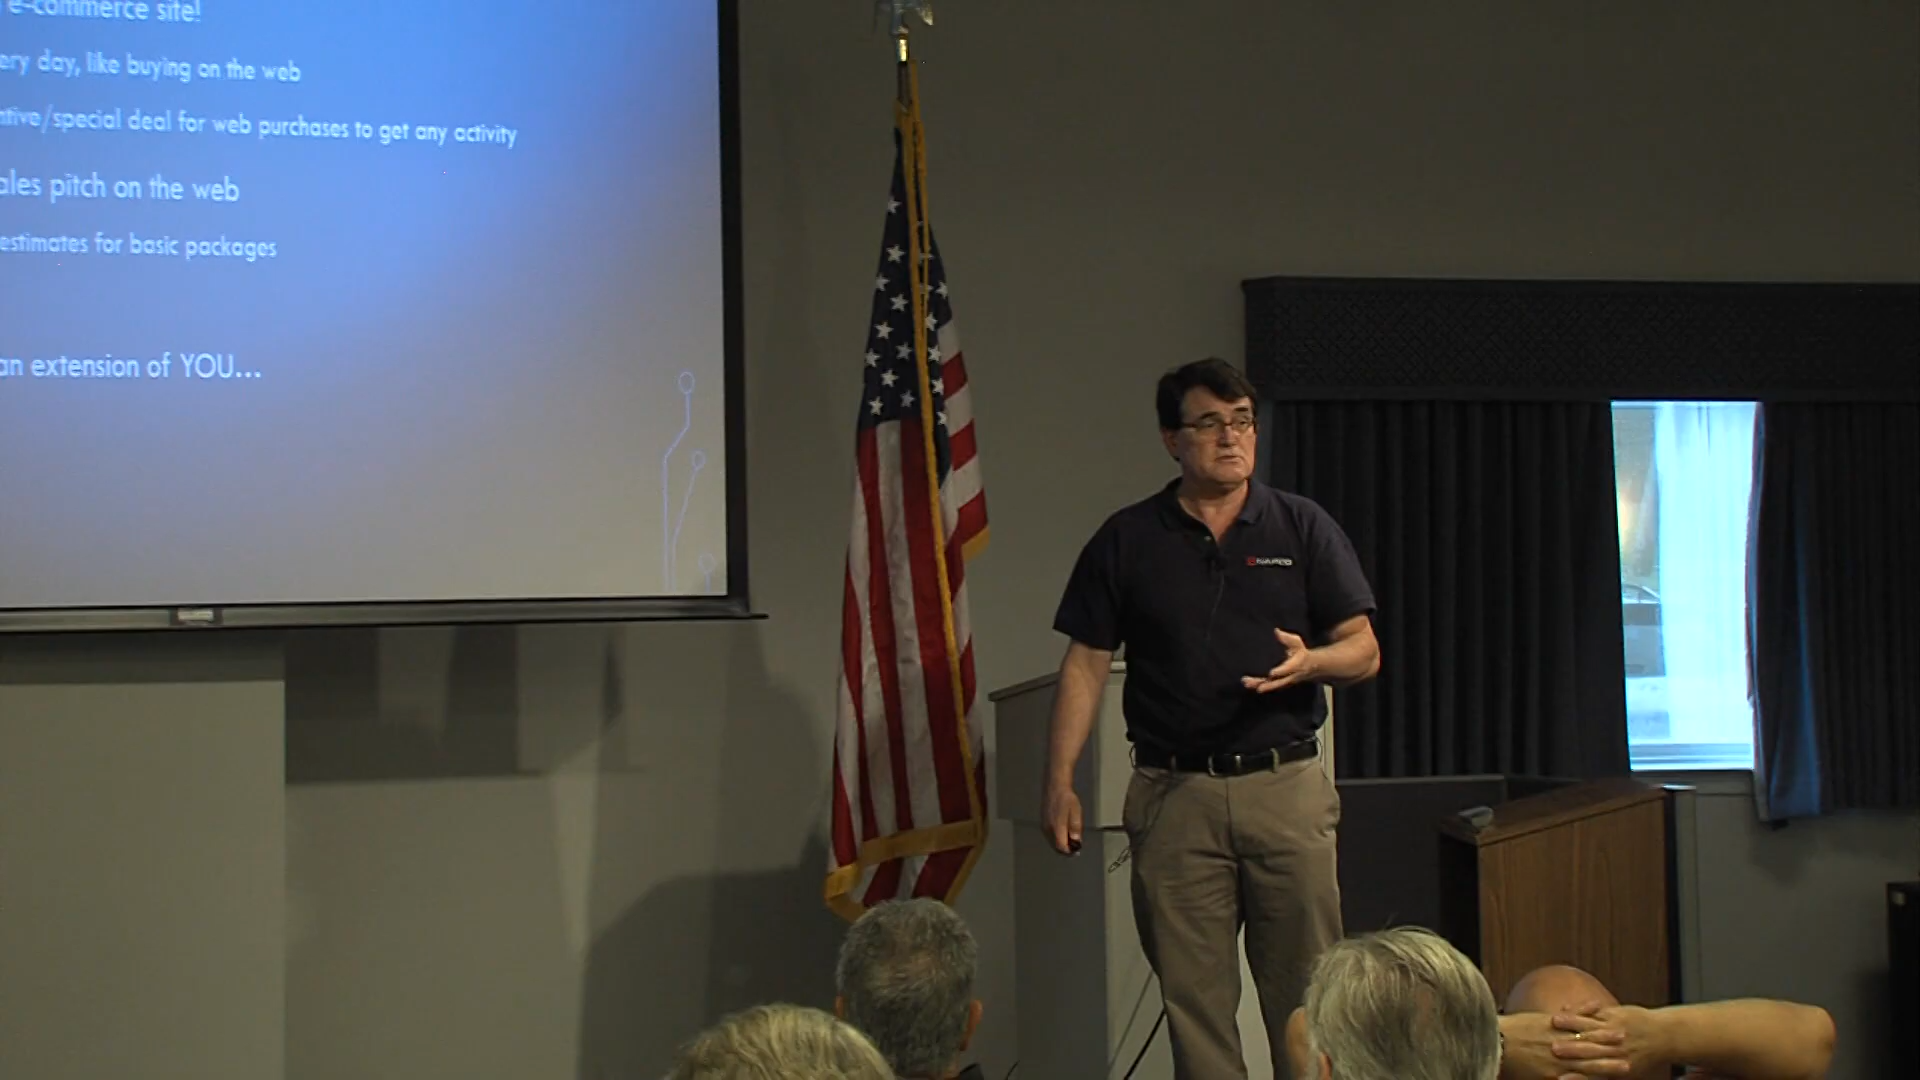 e-commerce site!
ery day, like buying on the web
ntive/special deal for web purchases to get any activity
ales pitch on the web
estimates for basic packages
an extension of YOU...